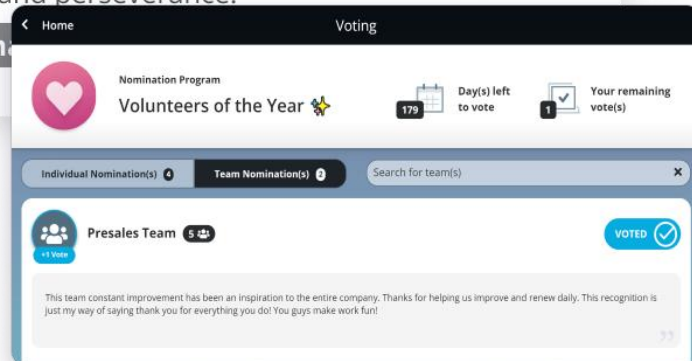 and perseverance.
Home
Voting
Nomination Program
Volunteers of the Year
179
Day(s) left
to vote
1
Your remaining
vote(s)
Individual Nomination(s) 4
Team Nomination(s) 2
Search for team(s)
x
Presales Team 5
+1 Vote
VOTED
This team constant improvement has been an inspiration to the entire company. Thanks for helping us improve and renew daily. This recognition is
just my way of saying thank you for everything you do! You guys make work fun!